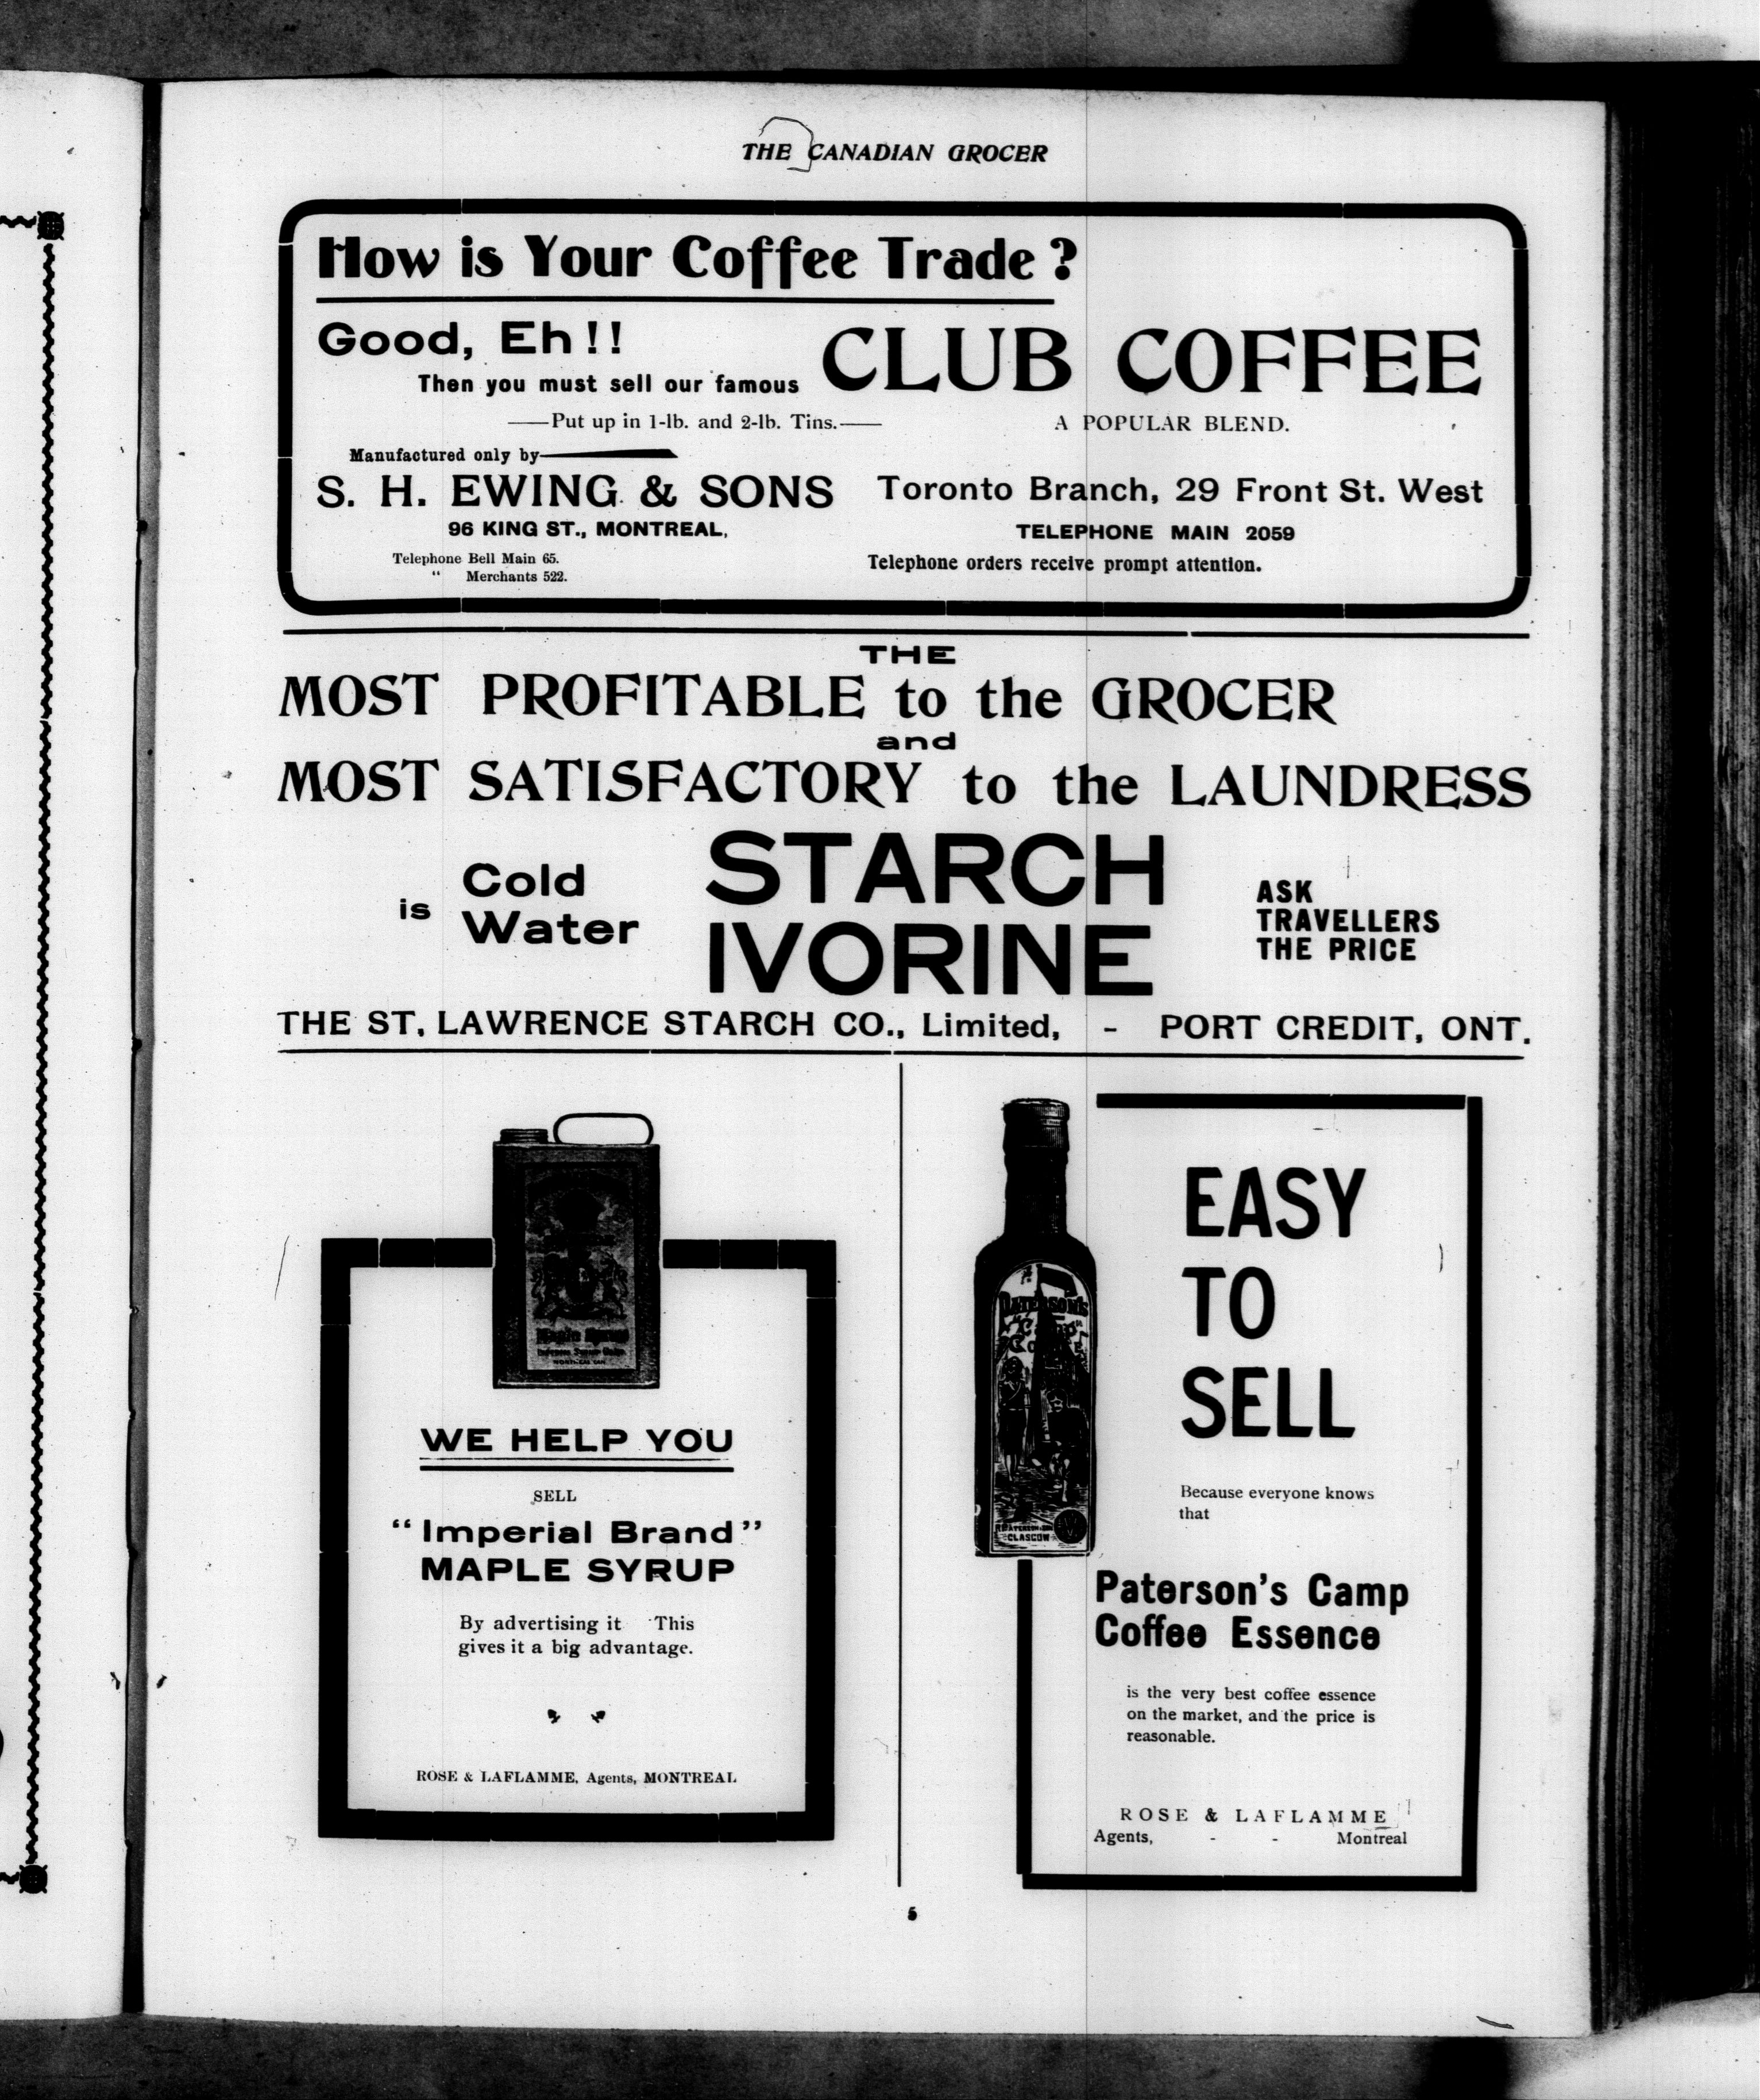 THE CANADIAN GROCER
How is Your Coffee Trade?
Good, Eh!!
Then you must sell our famous
CLUB COFFEE
——Put up in 1-lb. and 2-lb. Tins.——
A POPULAR BLEND.
Manufactured only by
S. H. EWING & SONS
96 KING ST., MONTREAL,
Telephone Bell Main 65.
" Merchants 522.
Toronto Branch, 29 Front St. West
TELEPHONE MAIN 2059
Telephone orders receive prompt attention.
THE
MOST PROFITABLE to the GROCER
and
MOST SATISFACTORY to the LAUNDRESS
is
Cold
Water
STARCH
IVORINE
ASK
TRAVELLERS
THE PRICE
THE ST. LAWRENCE STARCH CO., Limited, - PORT CREDIT, ONT.
Maple Syrup
WE HELP YOU
SELL
"Imperial Brand"
MAPLE SYRUP
By advertising it This
gives it a big advantage.
ROSE & LAFLAMME, Agents, MONTREAL
PATERSON'S
"Camp"
Coffee
GLASGOW
EASY
TO
SELL
Because everyone knows
that
Paterson's Camp
Coffee Essence
is the very best coffee essence
on the market, and the price is
reasonable.
ROSE & LAFLAMME
Agents, - - Montreal
5